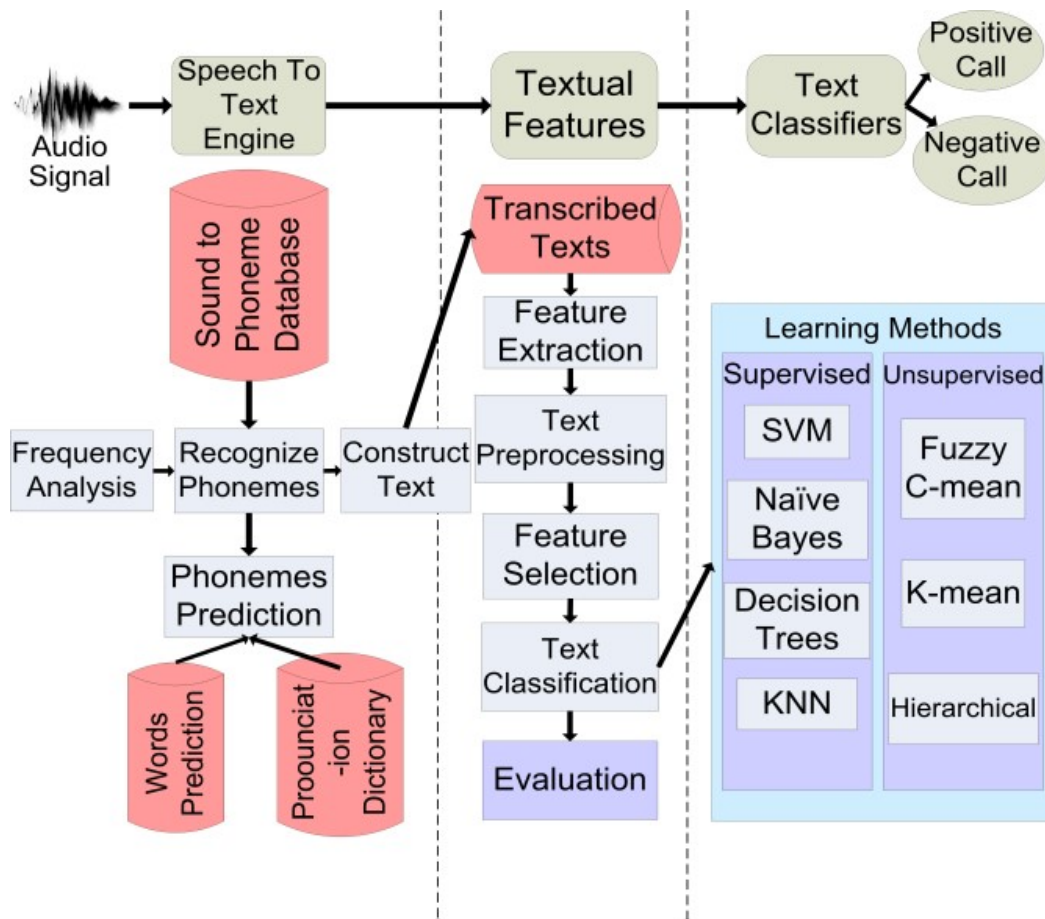 Audio
Signal
Speech To
Text
Engine
Textual
Features
Text
Classifiers
Positive
Call
Negative
Call
Sound to
Phoneme
Database
Frequency
Analysis
Recognize
Phonemes
Construct
Text
Phonemes
Prediction
Words
Prediction
Proounciat
-ion
Dictionary
Transcribed
Texts
Feature
Extraction
Text
Preprocessing
Feature
Selection
Text
Classification
Evaluation
Learning Methods
Supervised
SVM
Naïve
Bayes
Decision
Trees
KNN
Unsupervised
Fuzzy
C-mean
K-mean
Hierarchical